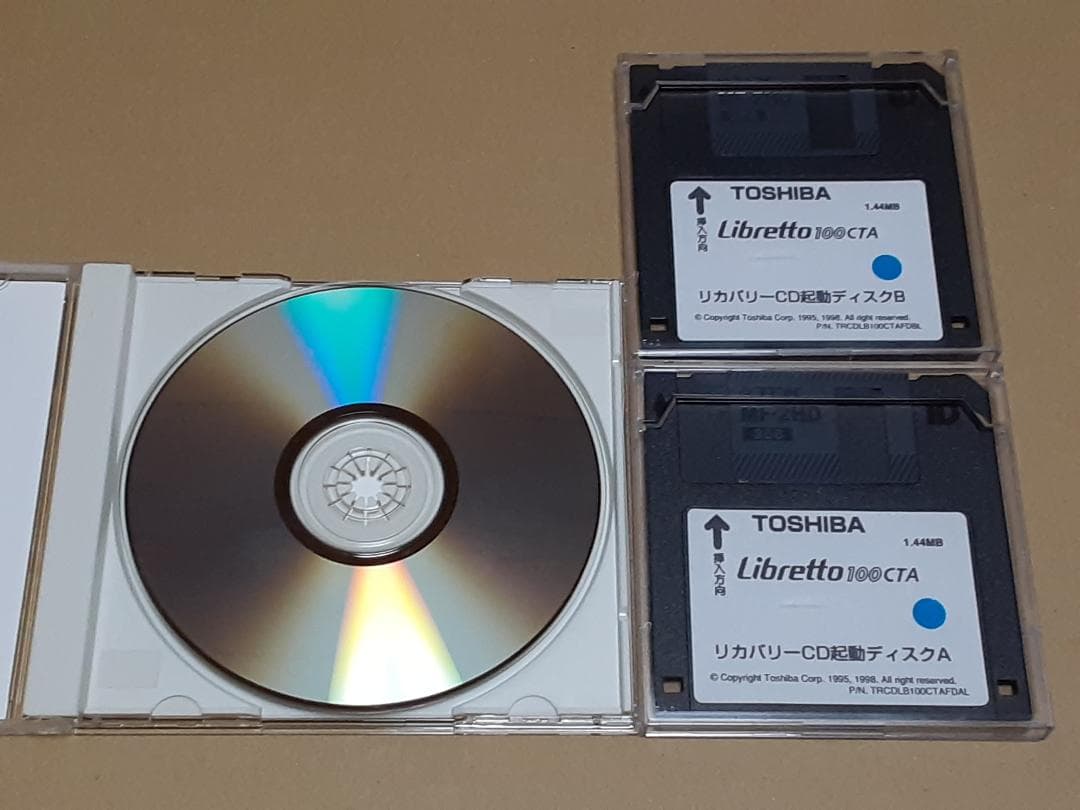 TOSHIBA
1.44MB
挿入方向
Libretto 100CTA
リカバリーCD起動ディスクB
© Copyright Toshiba Corp. 1995, 1998. All right reserved.
P/N. TRCDLB100CTAFDBL
MF-2HD
TOSHIBA
1.44MB
挿入方向
Libretto 100CTA
リカバリーCD起動ディスクA
© Copyright Toshiba Corp. 1995, 1998. All right reserved.
P/N. TRCDLB100CTAFDAL